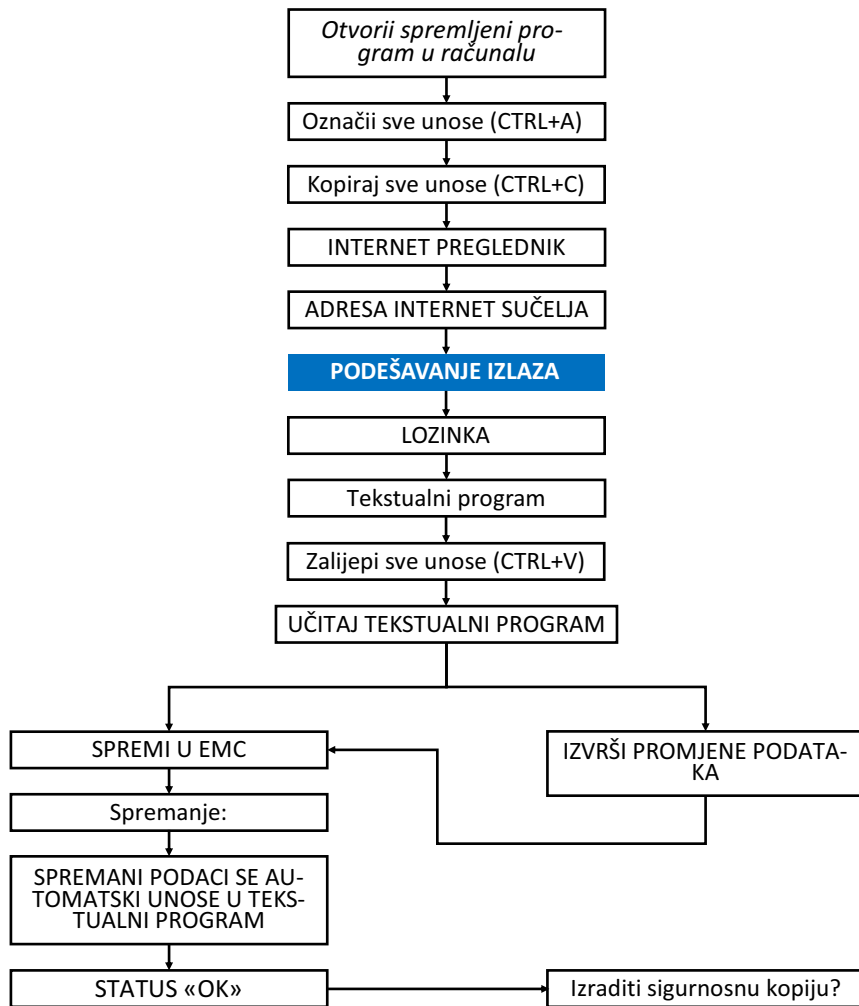 Otvorii spremljeni pro-
gram u računalu
Označii sve unose (CTRL+A)
Kopiraj sve unose (CTRL+C)
INTERNET PREGLEDNIK
ADRESA INTERNET SUČELJA
PODEŠAVANJE IZLAZA
LOZINKA
Tekstualni program
Zalijepi sve unose (CTRL+V)
UČITAJ TEKSTUALNI PROGRAM
SPREMI U EMC
IZVRŠI PROMJENE PODATA-
KA
Spremanje:
SPREMANI PODACI SE AU-
TOMATSKI UNOSE U TEKS-
TUALNI PROGRAM
STATUS «OK»
Izraditi sigurnosnu kopiju?